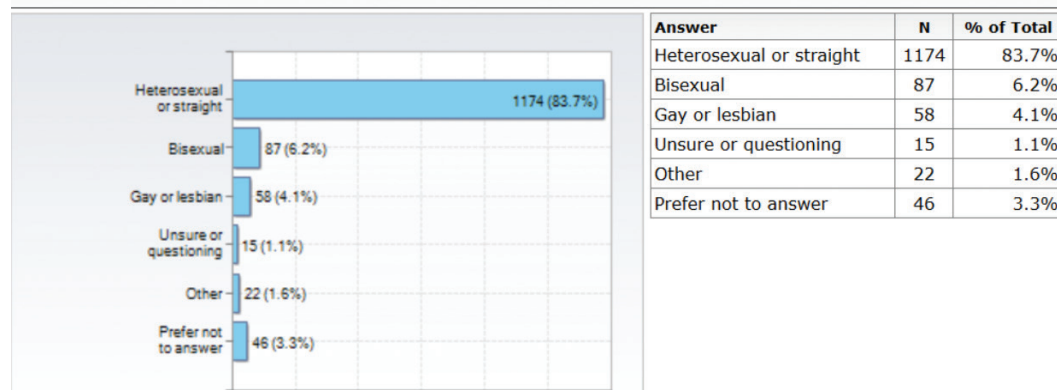 Heterosexual
or straight
1174 (83.7%)
Bisexual
87 (6.2%)
Gay or lesbian
58 (4.1%)
Unsure or
questioning
15 (1.1%)
Other
22 (1.6%)
Prefer not
to answer
46 (3.3%)
Answer N % of Total
Heterosexual or straight 1174 83.7%
Bisexual 87 6.2%
Gay or lesbian 58 4.1%
Unsure or questioning 15 1.1%
Other 22 1.6%
Prefer not to answer 46 3.3%